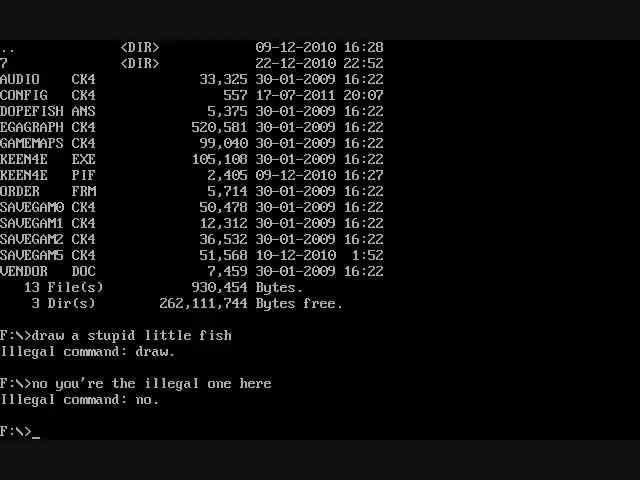 ..             <DIR>            09-12-2010 16:28
7              <DIR>            22-12-2010 22:52
AUDIO    CK4             33,325 30-01-2009 16:22
CONFIG   CK4                557 17-07-2011 20:07
DOPEFISH ANS              5,375 30-01-2009 16:22
EGAGRAPH CK4            520,581 30-01-2009 16:22
GAMEMAPS CK4             99,040 30-01-2009 16:22
KEEN4E   EXE            105,108 30-01-2009 16:22
KEEN4E   PIF              2,405 09-12-2010 16:27
ORDER    FRM              5,714 30-01-2009 16:22
SAVEGAM0 CK4             50,478 30-01-2009 16:22
SAVEGAM1 CK4             12,312 30-01-2009 16:22
SAVEGAM2 CK4             36,532 30-01-2009 16:22
SAVEGAM5 CK4             51,568 10-12-2010  1:52
VENDOR   DOC              7,459 30-01-2009 16:22
   13 File(s)           930,454 Bytes.
    3 Dir(s)        262,111,744 Bytes free.
F:\>draw a stupid little fish
Illegal command: draw.
F:\>no you're the illegal one here
Illegal command: no.
F:\>_